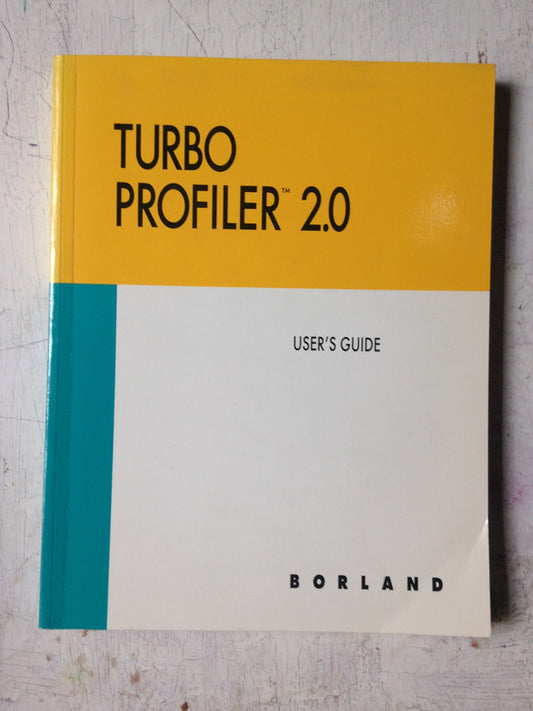 TURBO
PROFILER™ 2.0
USER'S GUIDE
BORLAND